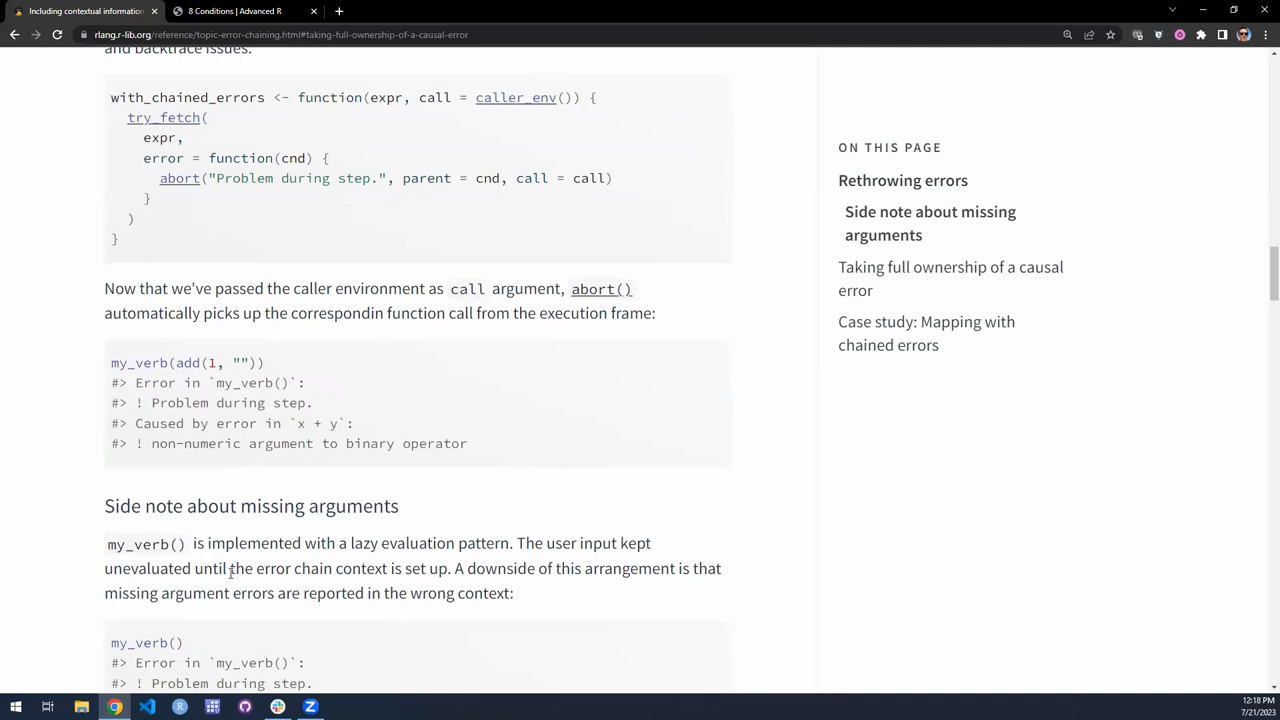 Including contextual information
8 Conditions | Advanced R
rlang.r-lib.org/reference/topic-error-chaining.html#taking-full-ownership-of-a-causal-error
and backtrace issues.
with_chained_errors <- function(expr, call = caller_env()) {
  try_fetch(
    expr,
    error = function(cnd) {
      abort("Problem during step.", parent = cnd, call = call)
    }
  )
}
Now that we've passed the caller environment as call argument, abort()
automatically picks up the correspondin function call from the execution frame:
my_verb(add(1, ""))
#> Error in `my_verb()`:
#> ! Problem during step.
#> Caused by error in `x + y`:
#> ! non-numeric argument to binary operator
Side note about missing arguments
my_verb() is implemented with a lazy evaluation pattern. The user input kept
unevaluated until the error chain context is set up. A downside of this arrangement is that
missing argument errors are reported in the wrong context:
my_verb()
#> Error in `my_verb()`:
#> ! Problem during step.
ON THIS PAGE
Rethrowing errors
Side note about missing
arguments
Taking full ownership of a causal
error
Case study: Mapping with
chained errors
12:18 PM
7/21/2023